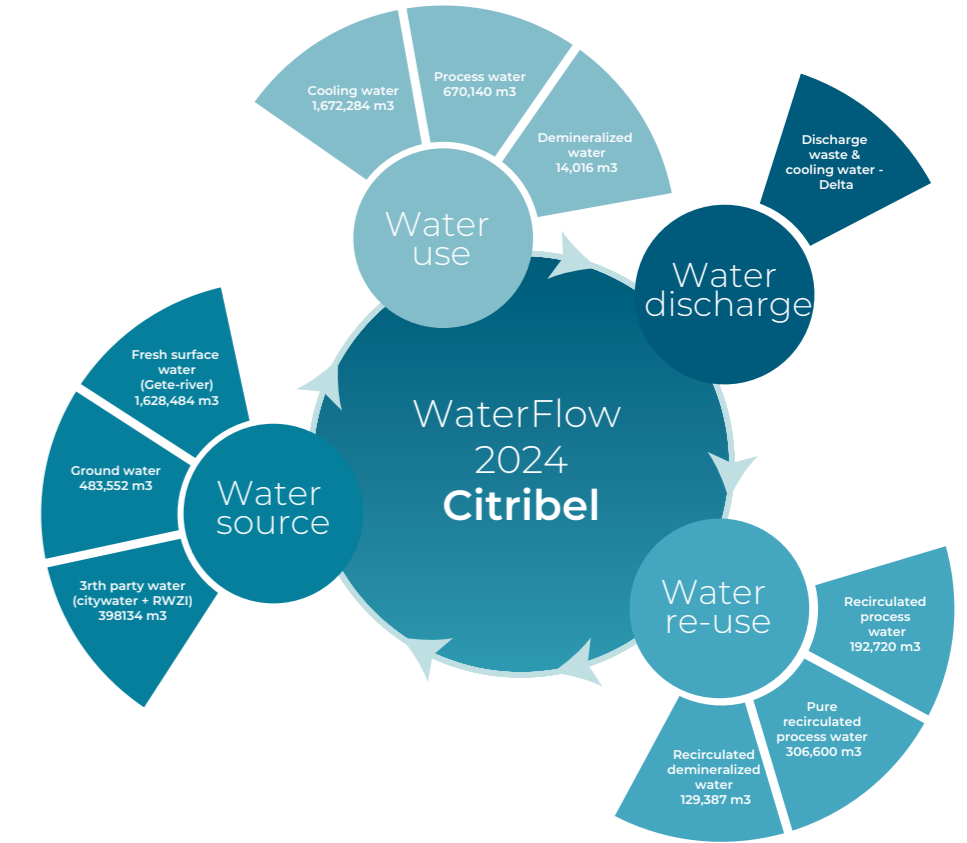 Cooling water
1,672,284 m3
Process water
670,140 m3
Demineralized
water
14,016 m3
Water
use
Discharge
waste &
cooling water -
Delta
Water
discharge
Fresh surface
water
(Gete-river)
1,628,484 m3
Ground water
483,552 m3
3rth party water
(citywater + RWZI)
398134 m3
Water
source
WaterFlow
2024
Citribel
Water
re-use
Recirculated
process
water
192,720 m3
Pure
recirculated
process water
306,600 m3
Recirculated
demineralized
water
129,387 m3